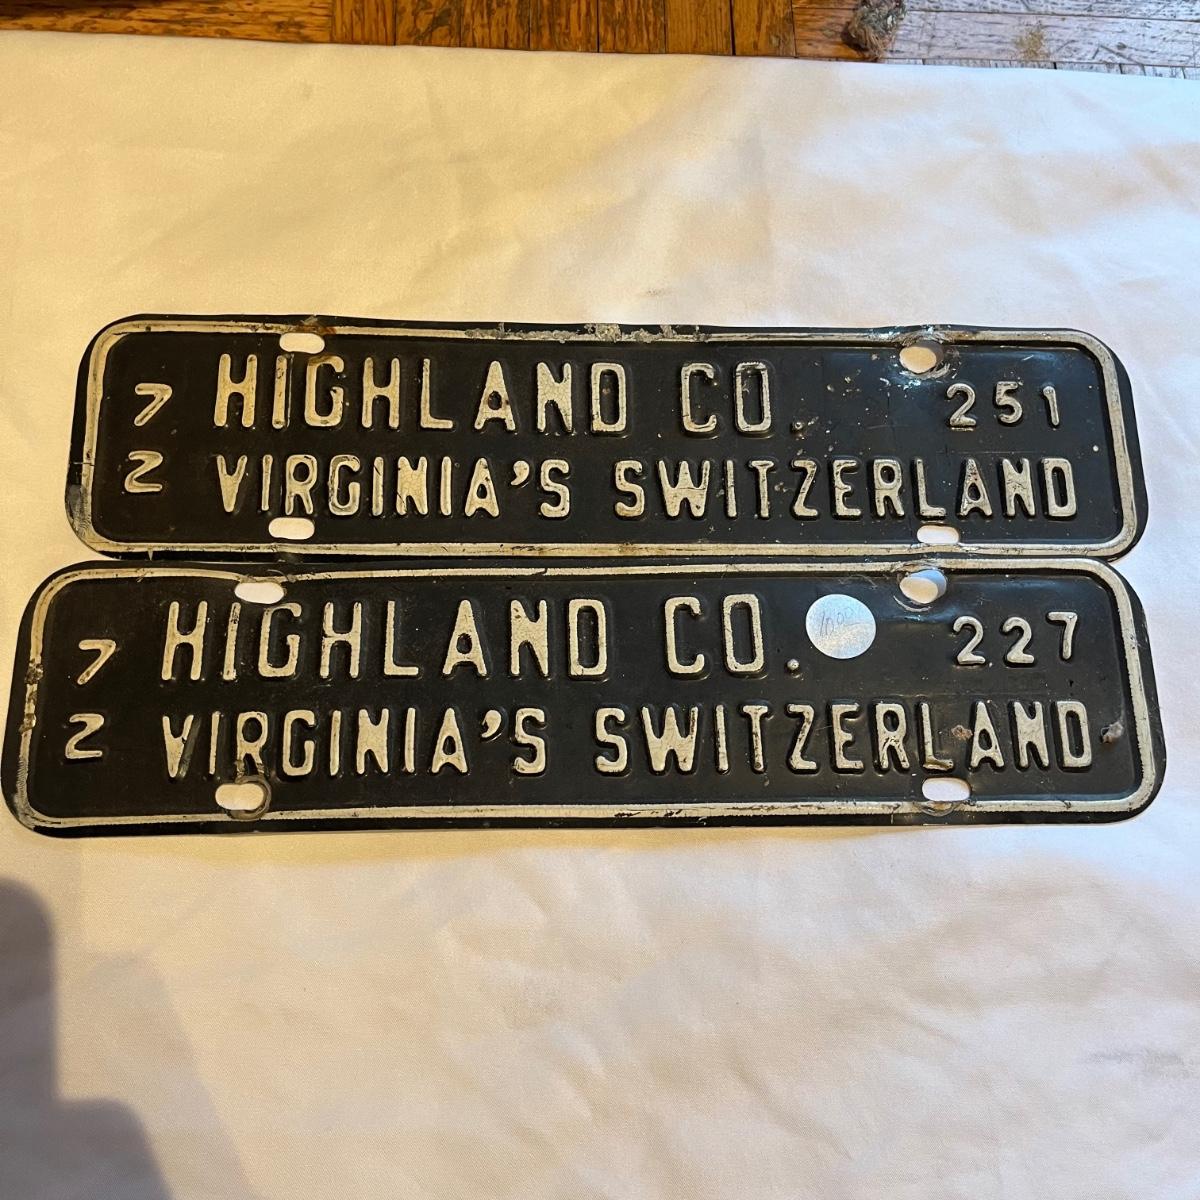 7 HIGHLAND CO. 251
2 VIRGINIA'S SWITZERLAND
7 HIGHLAND CO. 227
2 VIRGINIA'S SWITZERLAND